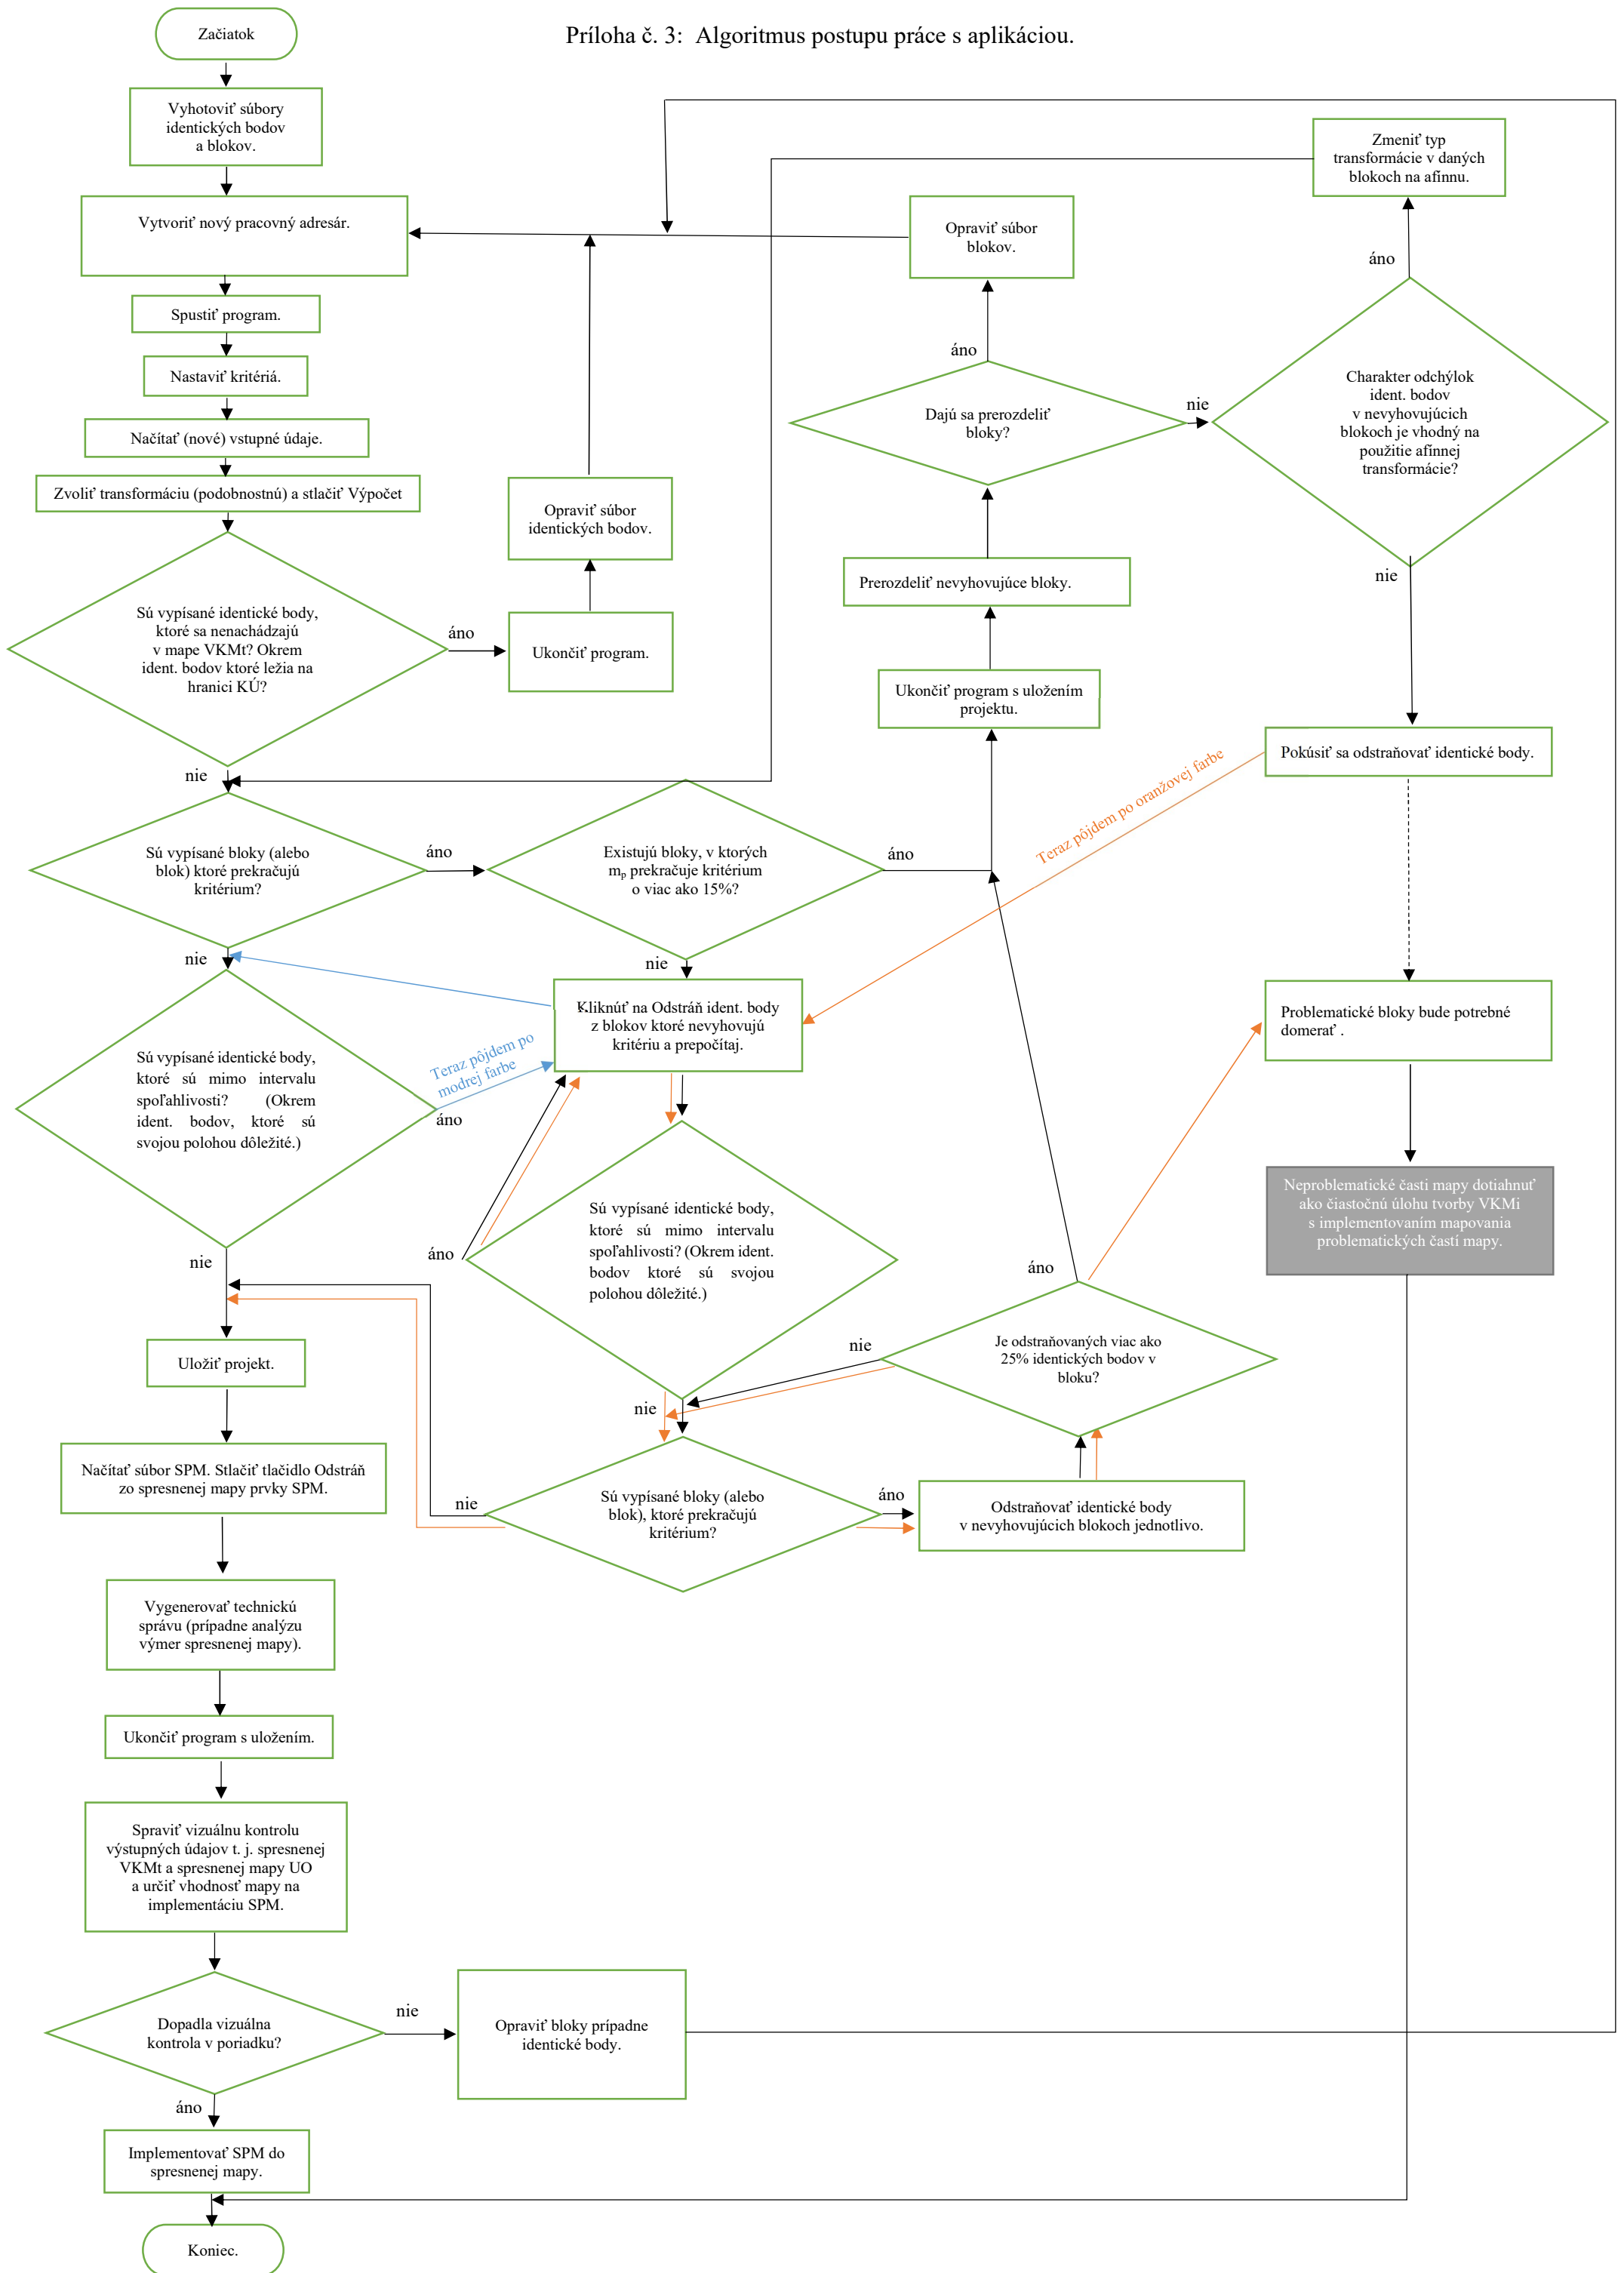 Začiatok
Príloha č. 3: Algoritmus postupu práce s aplikáciou.
Vyhotoviť súbory
identických bodov
a blokov.
Zmeniť typ
transformácie v daných
blokoch na afínnu.
Vytvoriť nový pracovný adresár.
Opraviť súbor
blokov.
áno
Spustiť program.
áno
Nastaviť kritériá.
Charakter odchýlok
ident. bodov
v nevyhovujúcich
blokoch je vhodný na
použitie afínnej
transformácie?
Dajú sa prerozdeliť
bloky?
nie
Načítať (nové) vstupné údaje.
Zvoliť transformáciu (podobnostnú) a stlačiť Výpočet
Opraviť súbor
identických bodov.
nie
Prerozdeliť nevyhovujúce bloky.
Sú vypísané identické body,
ktoré sa nenachádzajú
v mape VKMt? Okrem
ident. bodov ktoré ležia na
hranici KÚ?
áno
Ukončiť program.
Ukončiť program s uložením
projektu.
Pokúsiť sa odstraňovať identické body.
Teraz pôjdem po oranžovej farbe
nie
Sú vypísané bloky (alebo
blok) ktoré prekračujú
kritérium?
áno
Existujú bloky, v ktorých
mp prekračuje kritérium
o viac ako 15%?
áno
nie
nie
Kliknúť na Odstráň ident. body
z blokov ktoré nevyhovujú
kritériu a prepočítaj.
Problematické bloky bude potrebné
domerať .
Sú vypísané identické body,
ktoré sú mimo intervalu
spoľahlivosti? (Okrem
ident. bodov, ktoré sú
svojou polohou dôležité.)
Teraz pôjdem po
modrej farbe
áno
Neproblematické časti mapy dotiahnuť
ako čiastočnú úlohu tvorby VKMi
s implementovaním mapovania
problematických častí mapy.
Sú vypísané identické body,
ktoré sú mimo intervalu
spoľahlivosti? (Okrem ident.
bodov ktoré sú svojou
polohou dôležité.)
áno
nie
áno
Uložiť projekt.
nie
Je odstraňovaných viac ako
25% identických bodov v
bloku?
nie
Načítať súbor SPM. Stlačiť tlačidlo Odstráň
zo spresnenej mapy prvky SPM.
nie
Sú vypísané bloky (alebo
blok), ktoré prekračujú
kritérium?
áno
Odstraňovať identické body
v nevyhovujúcich blokoch jednotlivo.
Vygenerovať technickú
správu (prípadne analýzu
výmer spresnenej mapy).
Ukončiť program s uložením.
Spraviť vizuálnu kontrolu
výstupných údajov t. j. spresnenej
VKMt a spresnenej mapy UO
a určiť vhodnosť mapy na
implementáciu SPM.
Dopadla vizuálna
kontrola v poriadku?
nie
Opraviť bloky prípadne
identické body.
áno
Implementovať SPM do
spresnenej mapy.
Koniec.